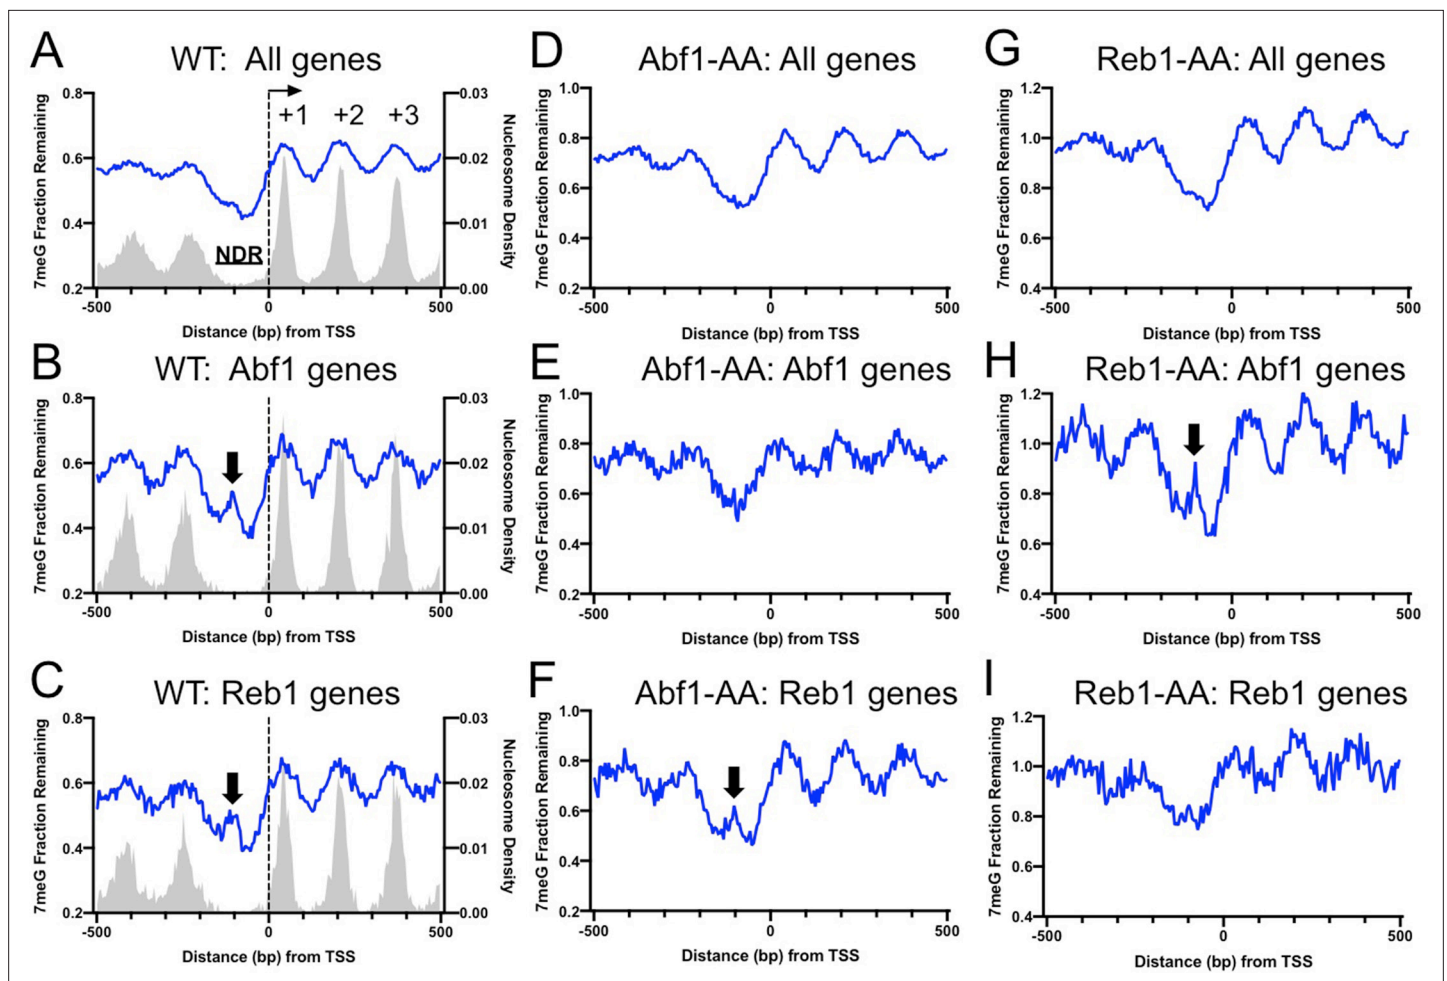 A
WT: All genes
7meG Fraction Remaining
0.8
0.6
0.4
0.2
+1 +2 +3
NDR
0.03
0.02
0.01
0.00
Nucleosome Density
-500 0 500
Distance (bp) from TSS
D
Abf1-AA: All genes
7meG Fraction Remaining
1.0
0.8
0.6
0.4
0.2
-500 0 500
Distance (bp) from TSS
G
Reb1-AA: All genes
7meG Fraction Remaining
1.2
1.0
0.8
0.6
0.4
-500 0 500
Distance (bp) from TSS
B
WT: Abf1 genes
7meG Fraction Remaining
0.8
0.6
0.4
0.2
0.03
0.02
0.01
0.00
Nucleosome Density
-500 0 500
Distance (bp) from TSS
E
Abf1-AA: Abf1 genes
7meG Fraction Remaining
1.0
0.8
0.6
0.4
0.2
-500 0 500
Distance (bp) from TSS
H
Reb1-AA: Abf1 genes
7meG Fraction Remaining
1.2
1.0
0.8
0.6
0.4
-500 0 500
Distance (bp) from TSS
C
WT: Reb1 genes
7meG Fraction Remaining
0.8
0.6
0.4
0.2
0.03
0.02
0.01
0.00
Nucleosome Density
-500 0 500
Distance (bp) from TSS
F
Abf1-AA: Reb1 genes
7meG Fraction Remaining
1.0
0.8
0.6
0.4
0.2
-500 0 500
Distance (bp) from TSS
I
Reb1-AA: Reb1 genes
7meG Fraction Remaining
1.2
1.0
0.8
0.6
0.4
-500 0 500
Distance (bp) from TSS